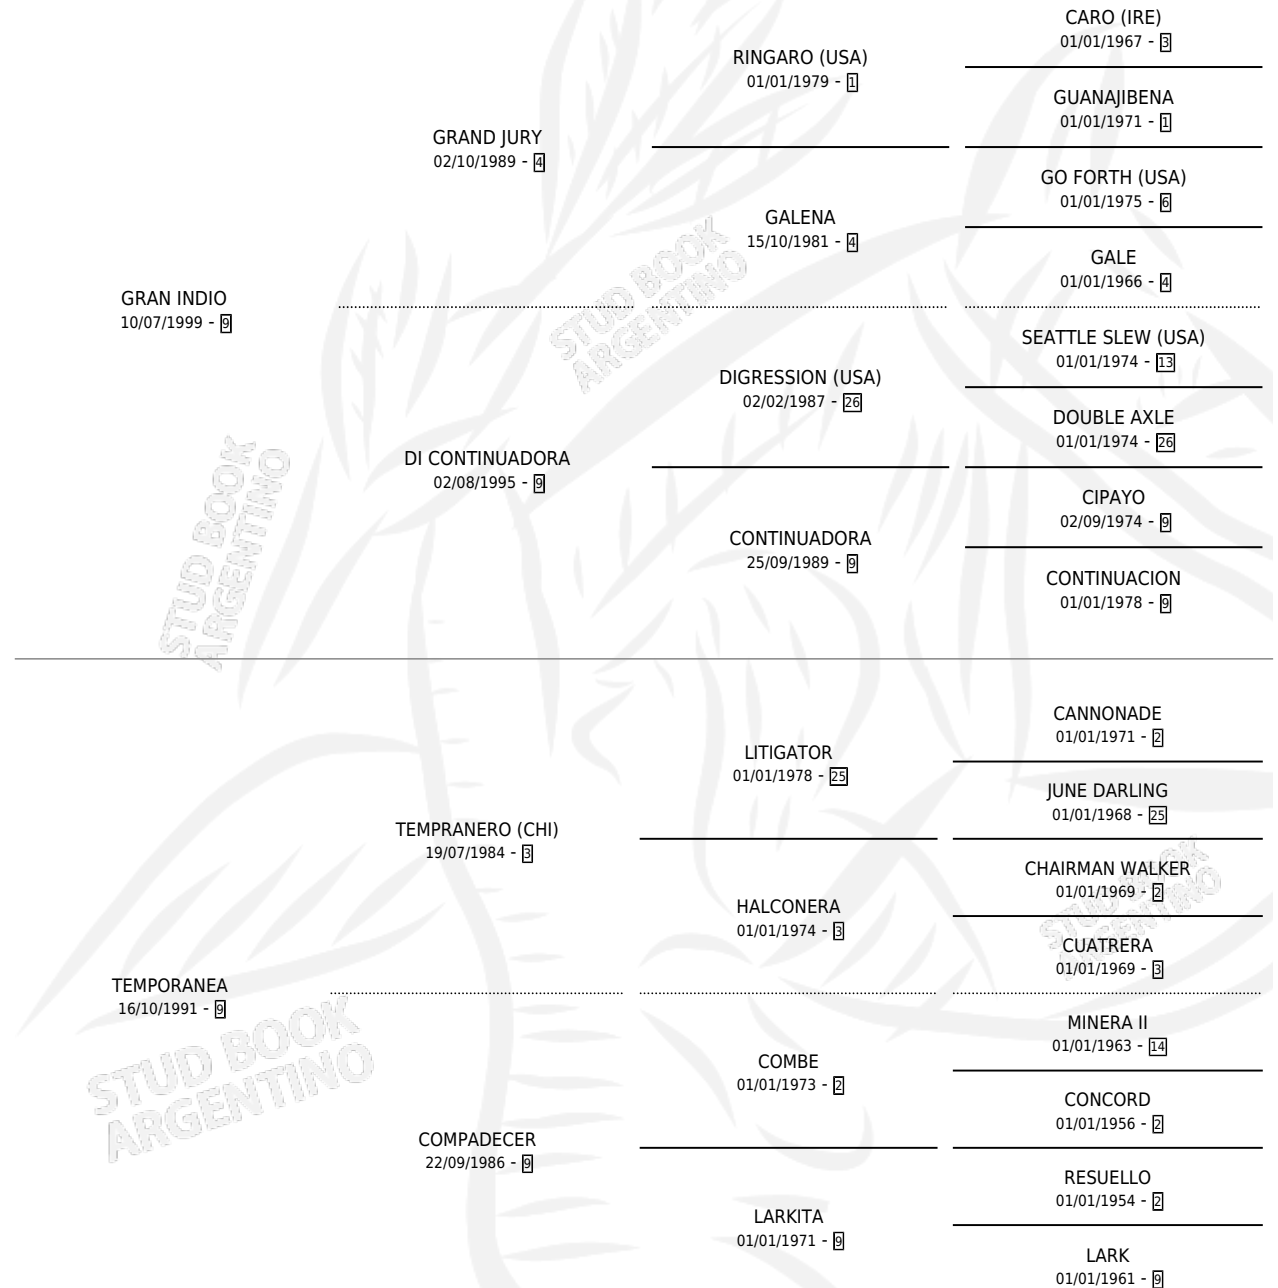 GRAN INDIO
10/07/1999 - 9
GRAND JURY
02/10/1989 - 4
DI CONTINUADORA
02/08/1995 - 9
RINGARO (USA)
01/01/1979 - 1
GALENA
15/10/1981 - 4
DIGRESSION (USA)
02/02/1987 - 26
CONTINUADORA
25/09/1989 - 9
CARO (IRE)
01/01/1967 - 3
GUANAJIBENA
01/01/1971 - 1
GO FORTH (USA)
01/01/1975 - 6
GALE
01/01/1966 - 4
SEATTLE SLEW (USA)
01/01/1974 - 13
DOUBLE AXLE
01/01/1974 - 26
CIPAYO
02/09/1974 - 9
CONTINUACION
01/01/1978 - 9
TEMPORANEA
16/10/1991 - 9
TEMPRANERO (CHI)
19/07/1984 - 3
COMPADECER
22/09/1986 - 9
LITIGATOR
01/01/1978 - 25
HALCONERA
01/01/1974 - 3
COMBE
01/01/1973 - 2
LARKITA
01/01/1971 - 9
CANNONADE
01/01/1971 - 2
JUNE DARLING
01/01/1968 - 25
CHAIRMAN WALKER
01/01/1969 - 2
CUATRERA
01/01/1969 - 3
MINERA II
01/01/1963 - 14
CONCORD
01/01/1956 - 2
RESUELLO
01/01/1954 - 2
LARK
01/01/1961 - 9
STUD BOOK
ARGENTINO
STUD BOOK
ARGENTINO
STUD BOOK
ARGENTINO
STUD BOOK
ARGENTINO